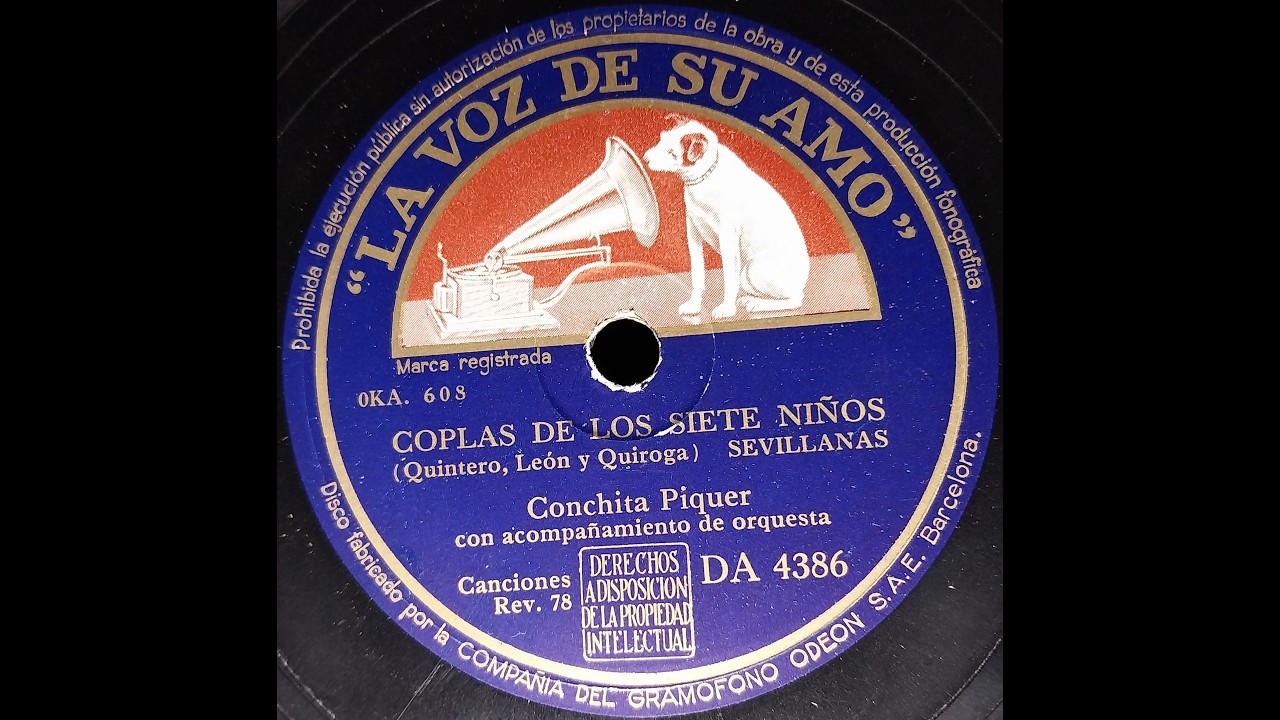 Prohibida la ejecución pública sin autorización de los propietarios de la obra y de esta producción fonográfica
“LA VOZ DE SU AMO”
Marca registrada
OKA. 608
COPLAS DE LOS SIETE NIÑOS
(Quintero, León y Quiroga) SEVILLANAS
Conchita Piquer
con acompañamiento de orquesta
Canciones
Rev. 78
DERECHOS
A DISPOSICION
DE LA PROPIEDAD
INTELECTUAL
DA 4386
Disco fabricado por la COMPAÑIA DEL GRAMOFONO ODEON S.A.E. Barcelona.